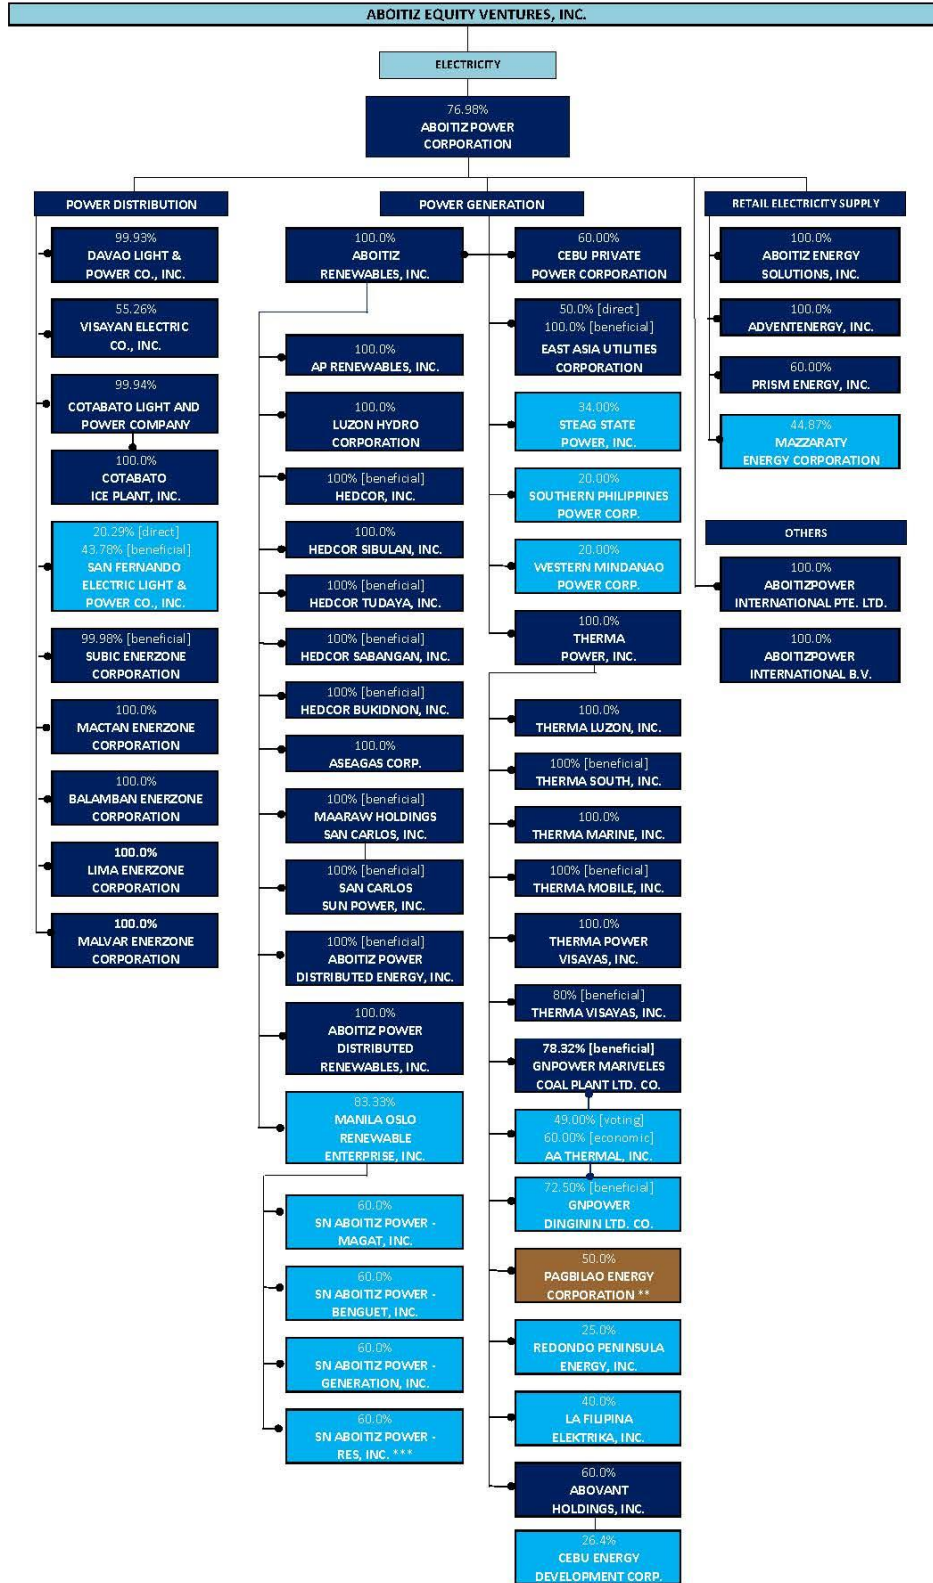 ABOITIZ EQUITY VENTURES, INC.
ELECTRICITY
76.98%
ABOITIZ POWER
CORPORATION
POWER DISTRIBUTION
99.93%
DAVAO LIGHT &
POWER CO., INC.
55.26%
VISAYAN ELECTRIC
CO., INC.
99.94%
COTABATO LIGHT AND
POWER COMPANY
100.0%
COTABATO
ICE PLANT, INC.
20.29% [direct]
43.78% [beneficial]
SAN FERNANDO
ELECTRIC LIGHT &
POWER CO., INC.
99.98% [beneficial]
SUBIC ENERZONE
CORPORATION
100.0%
MACTAN ENERZONE
CORPORATION
100.0%
BALAMBAN ENERZONE
CORPORATION
100.0%
LIMA ENERZONE
CORPORATION
100.0%
MALVAR ENERZONE
CORPORATION
POWER GENERATION
100.0%
ABOITIZ
RENEWABLES, INC.
100.0%
AP RENEWABLES, INC.
100.0%
LUZON HYDRO
CORPORATION
100% [beneficial]
HEDCOR, INC.
100.0%
HEDCOR SIBULAN, INC.
100% [beneficial]
HEDCOR TUDAYA, INC.
100% [beneficial]
HEDCOR SABANGAN, INC.
100% [beneficial]
HEDCOR BUKIDNON, INC.
100.0%
ASEAGAS CORP.
100% [beneficial]
MAARAW HOLDINGS
SAN CARLOS, INC.
100% [beneficial]
SAN CARLOS
SUN POWER, INC.
100% [beneficial]
ABOITIZ POWER
DISTRIBUTED ENERGY, INC.
100.0%
ABOITIZ POWER
DISTRIBUTED
RENEWABLES, INC.
83.33%
MANILA OSLO
RENEWABLE
ENTERPRISE, INC.
60.0%
SN ABOITIZ POWER -
MAGAT, INC.
60.0%
SN ABOITIZ POWER -
BENGUET, INC.
60.0%
SN ABOITIZ POWER -
GENERATION, INC.
60.0%
SN ABOITIZ POWER -
RES, INC. ***
60.00%
CEBU PRIVATE
POWER CORPORATION
50.0% [direct]
100.0% [beneficial]
EAST ASIA UTILITIES
CORPORATION
34.00%
STEAG STATE
POWER, INC.
20.00%
SOUTHERN PHILIPPINES
POWER CORP.
20.00%
WESTERN MINDANAO
POWER CORP.
100.0%
THERMA
POWER, INC.
100.0%
THERMA LUZON, INC.
100% [beneficial]
THERMA SOUTH, INC.
100.0%
THERMA MARINE, INC.
100% [beneficial]
THERMA MOBILE, INC.
100.0%
THERMA POWER
VISAYAS, INC.
80% [beneficial]
THERMA VISAYAS, INC.
78.32% [beneficial]
GNPOWER MARIVELES
COAL PLANT LTD. CO.
49.00% [voting]
60.00% [economic]
AA THERMAL, INC.
72.50% [beneficial]
GNPOWER
DINGININ LTD. CO.
50.0%
PAGBILAO ENERGY
CORPORATION **
25.0%
REDONDO PENINSULA
ENERGY, INC.
40.0%
LA FILIPINA
ELEKTRIKA, INC.
60.0%
ABOVANT
HOLDINGS, INC.
26.4%
CEBU ENERGY
DEVELOPMENT CORP.
RETAIL ELECTRICITY SUPPLY
100.0%
ABOITIZ ENERGY
SOLUTIONS, INC.
100.0%
ADVENTENERGY, INC.
60.00%
PRISM ENERGY, INC.
44.87%
MAZZARATY
ENERGY CORPORATION
OTHERS
100.0%
ABOITIZPOWER
INTERNATIONAL PTE. LTD.
100.0%
ABOITIZPOWER
INTERNATIONAL B.V.